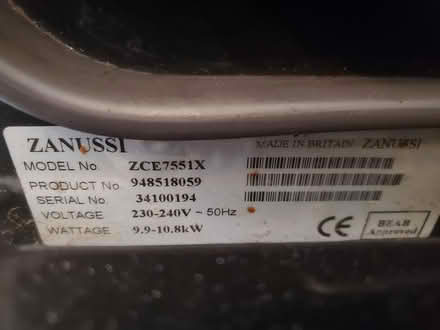 ZANUSSI MADE IN BRITAIN ZANUSSI
MODEL No. ZCE7551X
PRODUCT No 948518059
SERIAL No. 34100194
VOLTAGE 230-240V ~ 50Hz
WATTAGE 9.9-10.8kW
CE
BEAB
Approved